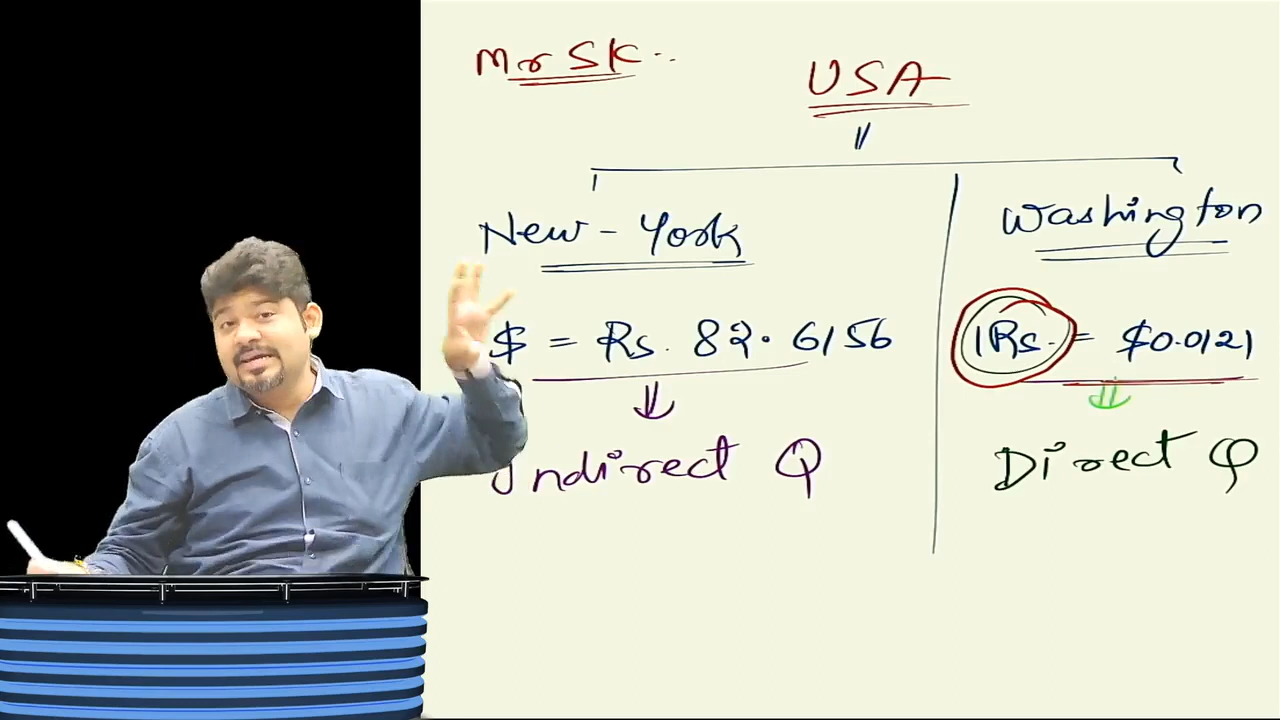 Mr SK..
USA
New-York
Washington
$ = Rs. 82.6156
1Rs. = $0.0121
Indirect Q
Direct Q